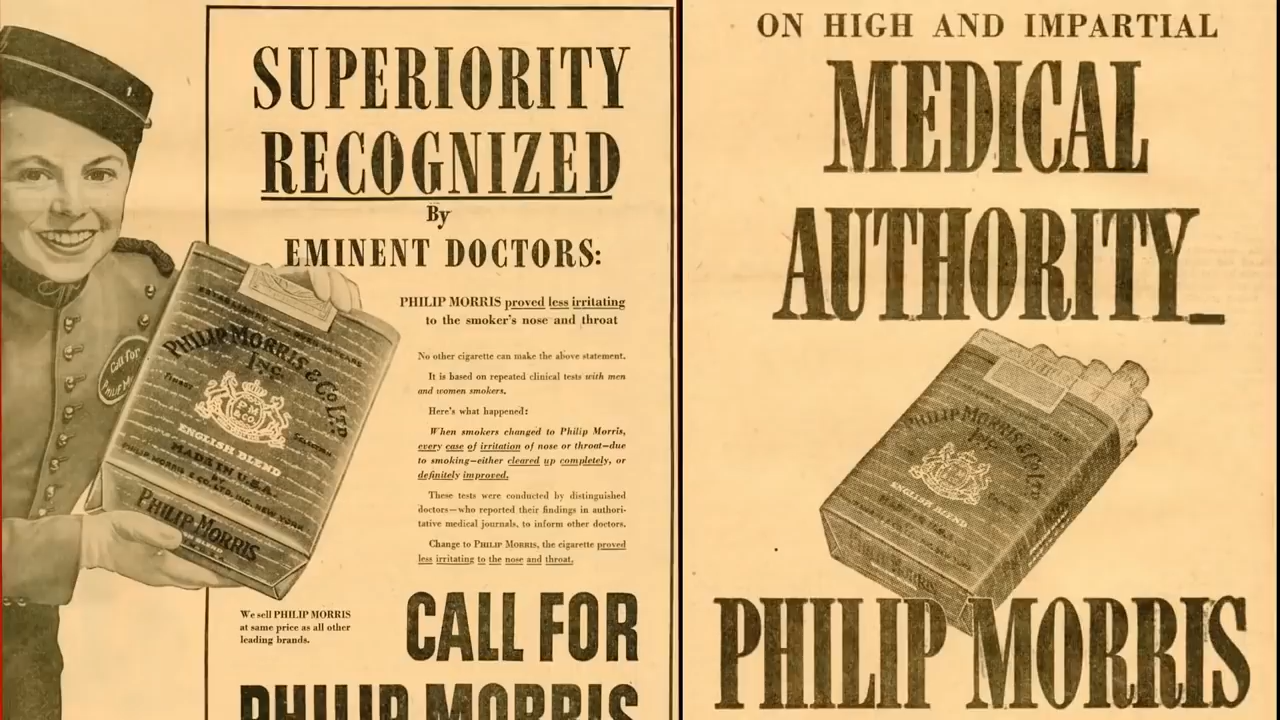 SUPERIORITY
RECOGNIZED
By
EMINENT DOCTORS:
PHILIP MORRIS proved less irritating
to the smoker's nose and throat
No other cigarette can make the above statement.
It is based on repeated clinical tests with men
and women smokers.
Here's what happened:
When smokers changed to Philip Morris,
every case of irritation of nose or throat—due
to smoking—either cleared up completely, or
definitely improved.
These tests were conducted by distinguished
doctors—who reported their findings in authori-
tative medical journals, to inform other doctors.
Change to PHILIP MORRIS, the cigarette proved
less irritating to the nose and throat.
We sell PHILIP MORRIS
at same price as all other
leading brands.
CALL FOR
PHILIP MORRIS
Call for
PHILIP MORRIS & CO. LTD.
INC.
FINEST
SELECTION
ENGLISH BLEND
MADE IN U.S.A.
BY
PHILIP MORRIS & CO. LTD. INC. NEW YORK
PHILIP MORRIS
ON HIGH AND IMPARTIAL
MEDICAL
AUTHORITY_
PHILIP MORRIS
ENGLISH BLEND
PHILIP MORRIS